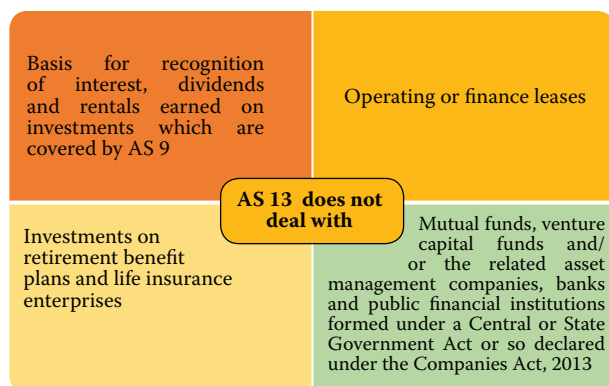 Basis for recognition
of interest, dividends
and rentals earned on
investments which are
covered by AS 9
Operating or finance leases
AS 13 does not
deal with
Investments on
retirement benefit
plans and life insurance
enterprises
Mutual funds, venture
capital funds and/
or the related asset
management companies, banks
and public financial institutions
formed under a Central or State
Government Act or so declared
under the Companies Act, 2013